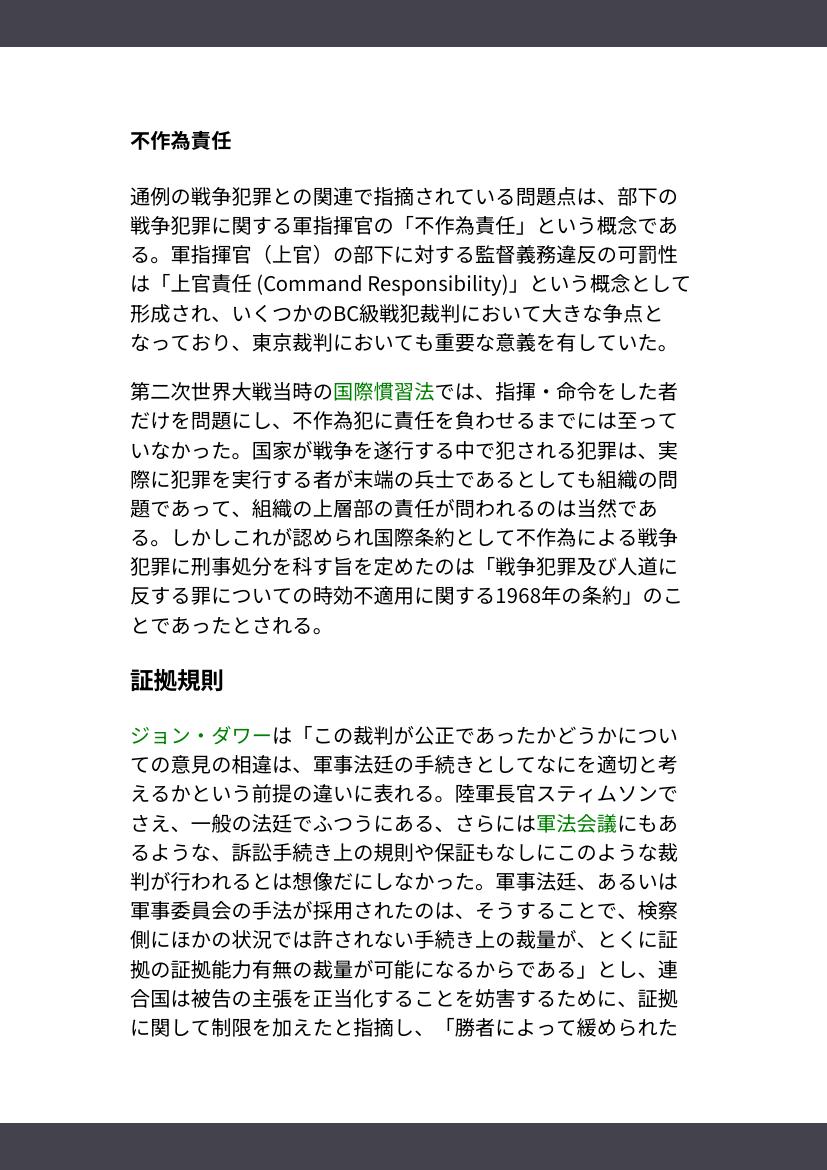 不作為責任
通例の戦争犯罪との関連で指摘されている問題点は、部下の
戦争犯罪に関する軍指揮官の「不作為責任」という概念であ
る。軍指揮官（上官）の部下に対する監督義務違反の可罰性
は「上官責任 (Command Responsibility)」という概念として
形成され、いくつかのBC級戦犯裁判において大きな争点と
なっており、東京裁判においても重要な意義を有していた。
第二次世界大戦当時の国際慣習法では、指揮・命令をした者
だけを問題にし、不作為犯に責任を負わせるまでには至って
いなかった。国家が戦争を遂行する中で犯される犯罪は、実
際に犯罪を実行する者が末端の兵士であるとしても組織の問
題であって、組織の上層部の責任が問われるのは当然であ
る。しかしこれが認められ国際条約として不作為による戦争
犯罪に刑事処分を科す旨を定めたのは「戦争犯罪及び人道に
反する罪についての時効不適用に関する1968年の条約」のこ
とであったとされる。
証拠規則
ジョン・ダワーは「この裁判が公正であったかどうかについ
ての意見の相違は、軍事法廷の手続きとしてなにを適切と考
えるかという前提の違いに表れる。陸軍長官スティムソンで
さえ、一般の法廷でふつうにある、さらには軍法会議にもあ
るような、訴訟手続き上の規則や保証もなしにこのような裁
判が行われるとは想像だにしなかった。軍事法廷、あるいは
軍事委員会の手法が採用されたのは、そうすることで、検察
側にほかの状況では許されない手続き上の裁量が、とくに証
拠の証拠能力有無の裁量が可能になるからである」とし、連
合国は被告の主張を正当化することを妨害するために、証拠
に関して制限を加えたと指摘し、「勝者によって緩められた